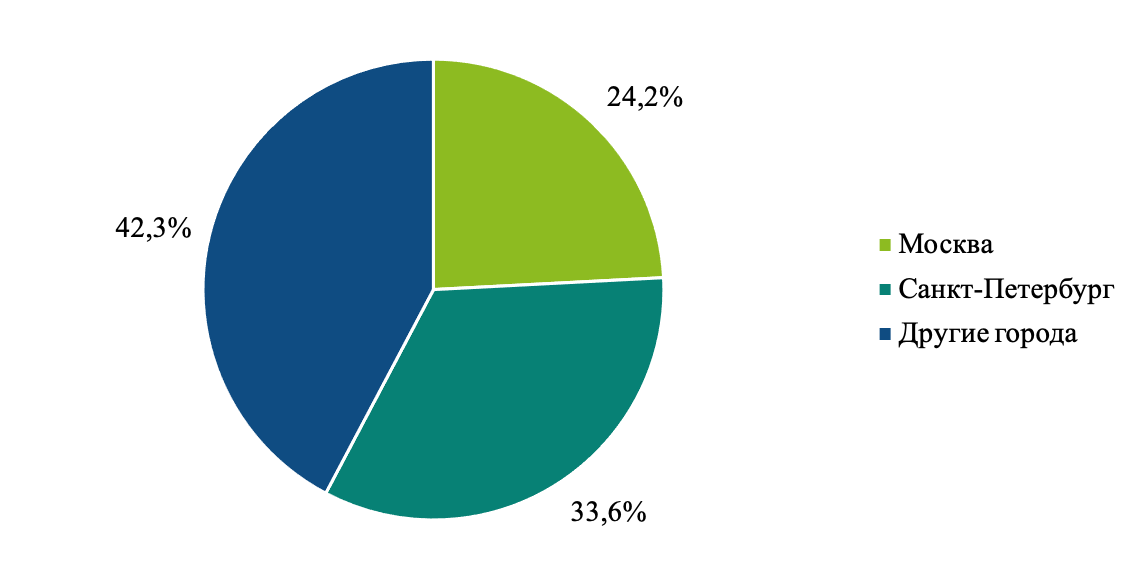 24,2%
42,3%
Москва
Санкт-Петербург
Другие города
33,6%